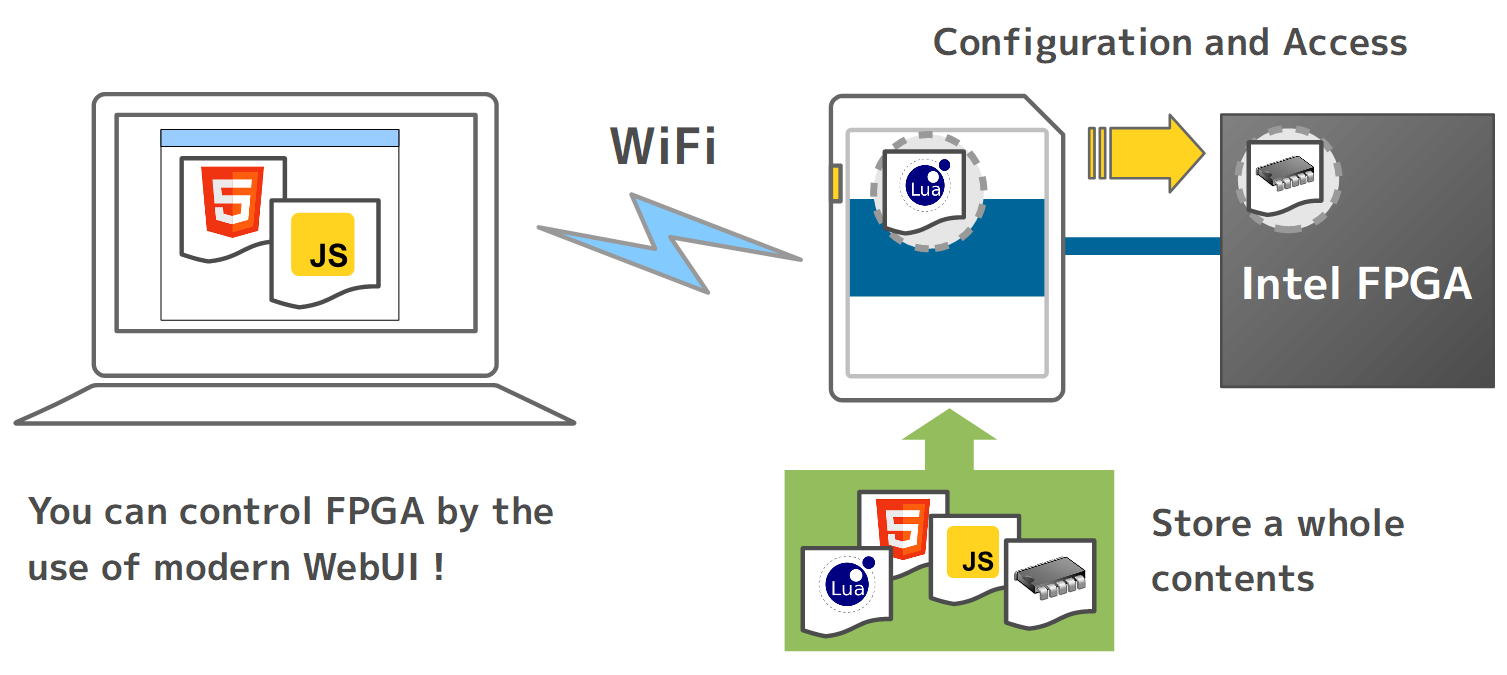 Configuration and Access
WiFi
5
JS
Lua
Intel FPGA
You can control FPGA by the
use of modern WebUI !
5
JS
Lua
Store a whole
contents